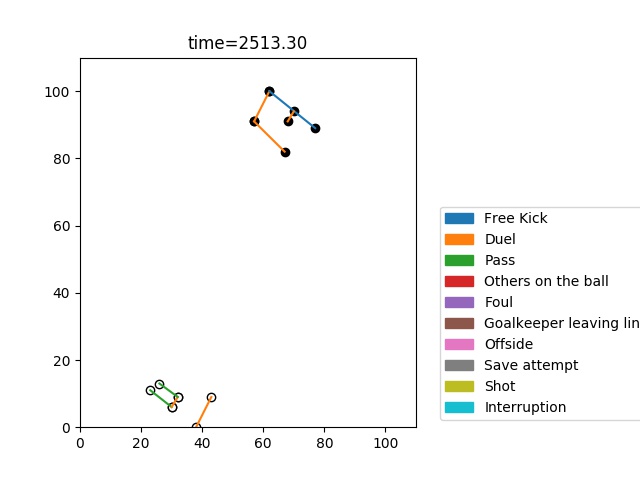 time=2513.30
100
80
60
40
20
0
0 20 40 60 80 100
Free Kick
Duel
Pass
Others on the ball
Foul
Goalkeeper leaving lin
Offside
Save attempt
Shot
Interruption